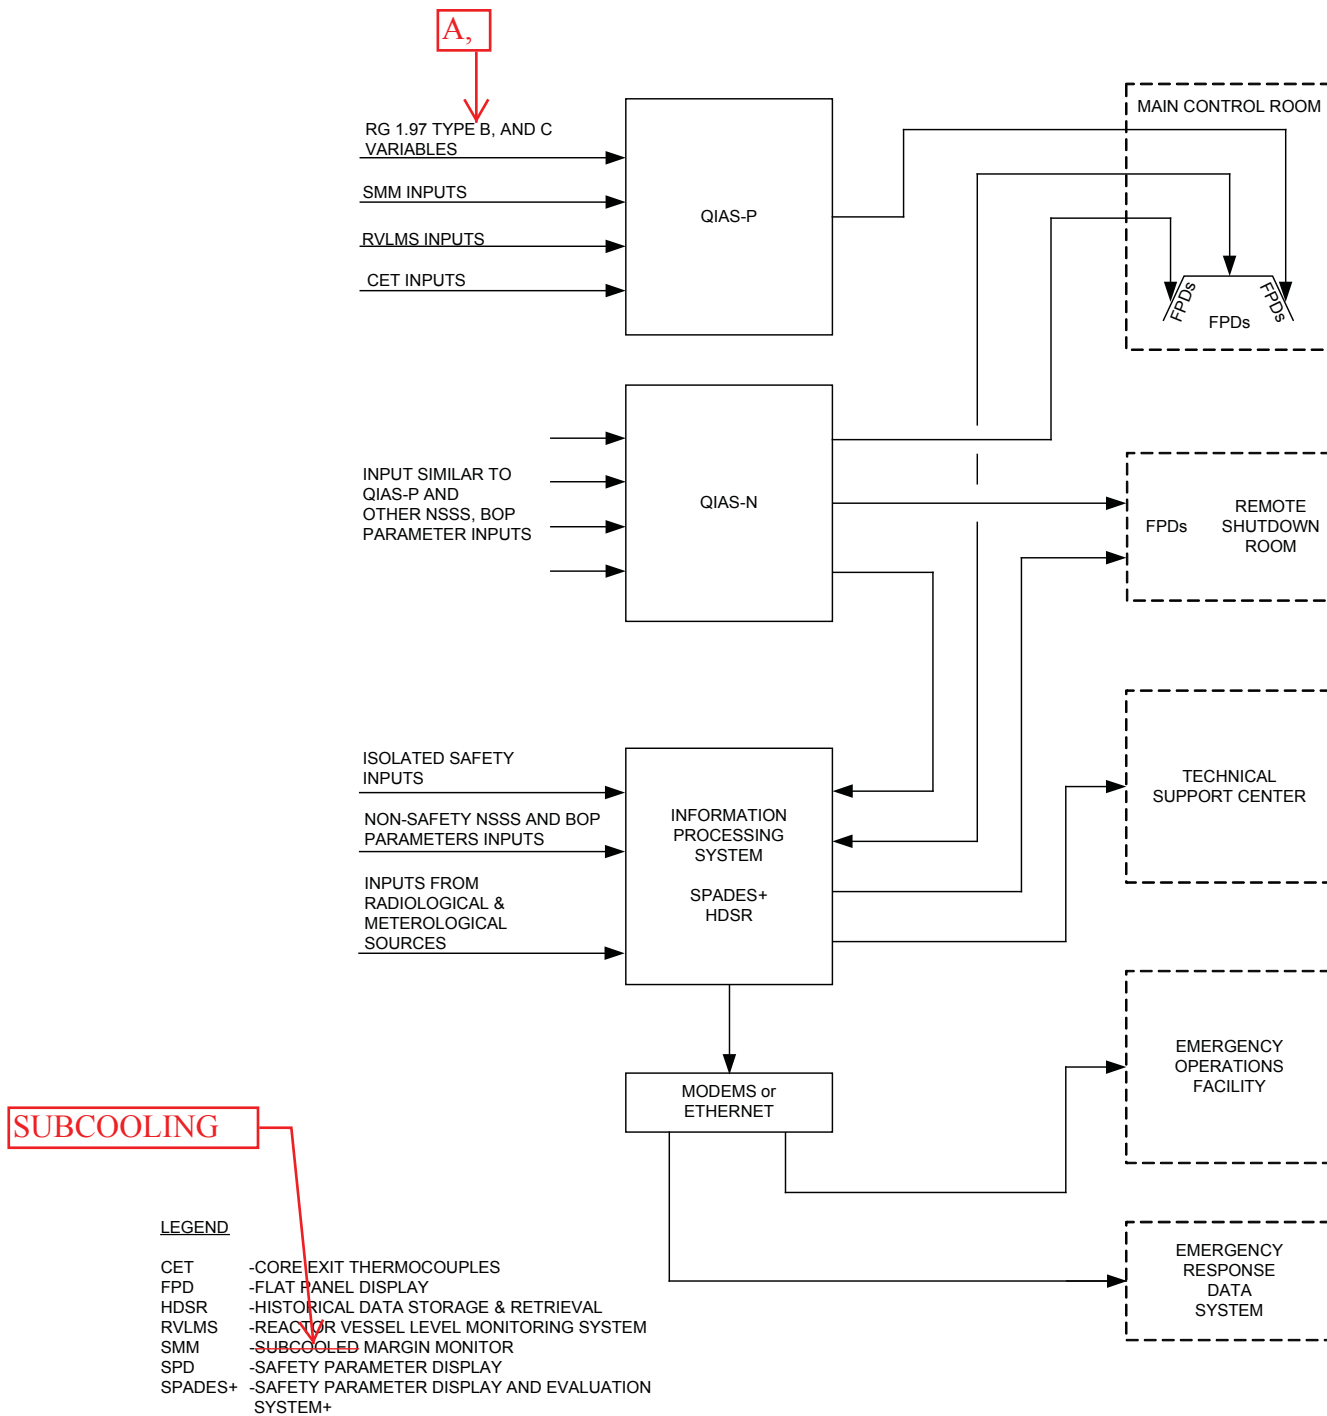 A,
RG 1.97 TYPE B, AND C
VARIABLES
SMM INPUTS
RVLMS INPUTS
CET INPUTS
QIAS-P
MAIN CONTROL ROOM
FPDs
FPDs
FPDs
INPUT SIMILAR TO
QIAS-P AND
OTHER NSSS, BOP
PARAMETER INPUTS
QIAS-N
FPDs
REMOTE
SHUTDOWN
ROOM
ISOLATED SAFETY
INPUTS
NON-SAFETY NSSS AND BOP
PARAMETERS INPUTS
INPUTS FROM
RADIOLOGICAL &
METEROLOGICAL
SOURCES
INFORMATION
PROCESSING
SYSTEM
SPADES+
HDSR
TECHNICAL
SUPPORT CENTER
MODEMS or
ETHERNET
EMERGENCY
OPERATIONS
FACILITY
EMERGENCY
RESPONSE
DATA
SYSTEM
SUBCOOLING
LEGEND
CET -CORE EXIT THERMOCOUPLES
FPD -FLAT PANEL DISPLAY
HDSR -HISTORICAL DATA STORAGE & RETRIEVAL
RVLMS -REACTOR VESSEL LEVEL MONITORING SYSTEM
SMM -SUBCOOLED MARGIN MONITOR
SPD -SAFETY PARAMETER DISPLAY
SPADES+ -SAFETY PARAMETER DISPLAY AND EVALUATION
SYSTEM+